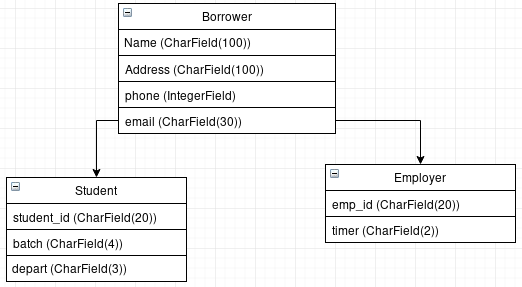 Borrower
Name (CharField(100))
Address (CharField(100))
phone (IntegerField)
email (CharField(30))
Student
student_id (CharField(20))
batch (CharField(4))
depart (CharField(3))
Employer
emp_id (CharField(20))
timer (CharField(2))